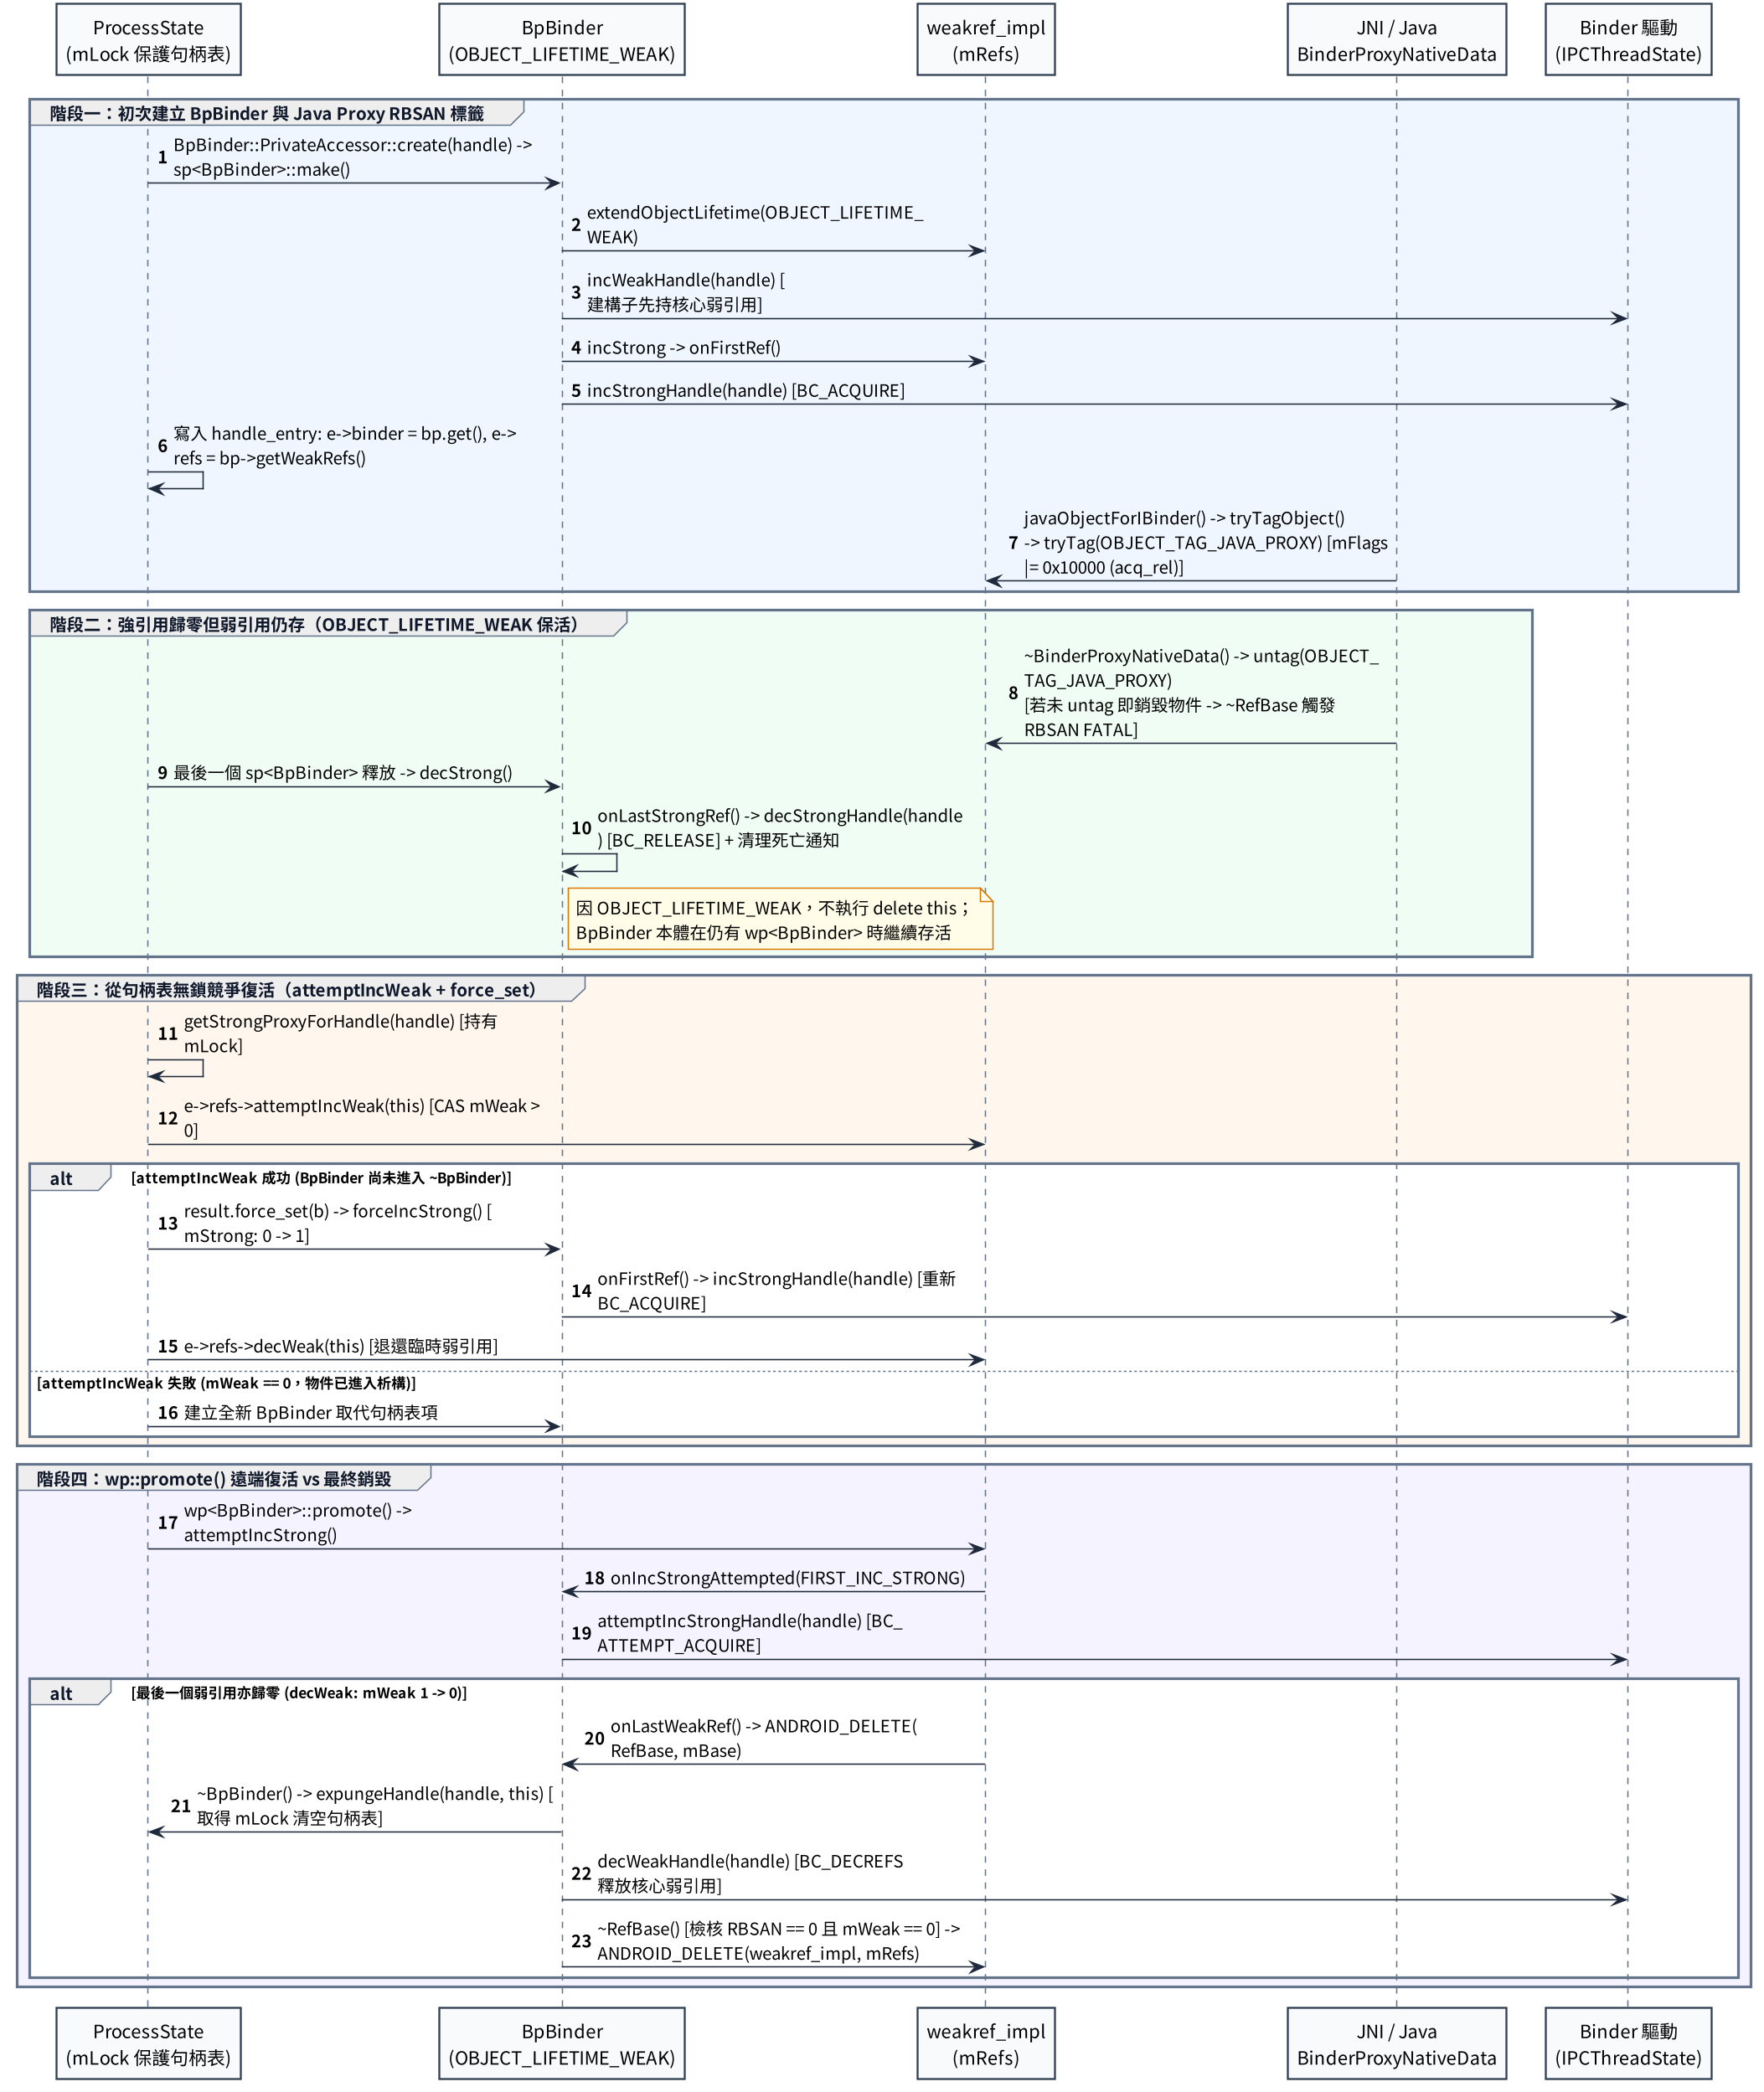 ProcessState
(mLock 保護句柄表)
BpBinder
(OBJECT_LIFETIME_WEAK)
weakref_impl
(mRefs)
JNI / Java
BinderProxyNativeData
Binder 驅動
(IPCThreadState)
階段一：初次建立 BpBinder 與 Java Proxy RBSAN 標籤
1 BpBinder::PrivateAccessor::create(handle) ->
sp<BpBinder>::make()
2 extendObjectLifetime(OBJECT_LIFETIME_
WEAK)
3 incWeakHandle(handle) [
建構子先持核心弱引用]
4 incStrong -> onFirstRef()
5 incStrongHandle(handle) [BC_ACQUIRE]
6 寫入 handle_entry: e->binder = bp.get(), e->
refs = bp->getWeakRefs()
javaObjectForIBinder() -> tryTagObject()
7 -> tryTag(OBJECT_TAG_JAVA_PROXY) [mFlags
|= 0x10000 (acq_rel)]
階段二：強引用歸零但弱引用仍存（OBJECT_LIFETIME_WEAK 保活）
~BinderProxyNativeData() -> untag(OBJECT_
TAG_JAVA_PROXY)
8 [若未 untag 即銷毀物件 -> ~RefBase 觸發
RBSAN FATAL]
9 最後一個 sp<BpBinder> 釋放 -> decStrong()
10 onLastStrongRef() -> decStrongHandle(handle
) [BC_RELEASE] + 清理死亡通知
因 OBJECT_LIFETIME_WEAK，不執行 delete this；
BpBinder 本體在仍有 wp<BpBinder> 時繼續存活
階段三：從句柄表無鎖競爭復活（attemptIncWeak + force_set）
11 getStrongProxyForHandle(handle) [持有
mLock]
12 e->refs->attemptIncWeak(this) [CAS mWeak >
0]
alt [attemptIncWeak 成功 (BpBinder 尚未進入 ~BpBinder)]
13 result.force_set(b) -> forceIncStrong() [
mStrong: 0 -> 1]
14 onFirstRef() -> incStrongHandle(handle) [重新
BC_ACQUIRE]
15 e->refs->decWeak(this) [退還臨時弱引用]
[attemptIncWeak 失敗 (mWeak == 0，物件已進入析構)]
16 建立全新 BpBinder 取代句柄表項
階段四：wp::promote() 遠端復活 vs 最終銷毀
17 wp<BpBinder>::promote() ->
attemptIncStrong()
18 onIncStrongAttempted(FIRST_INC_STRONG)
19 attemptIncStrongHandle(handle) [BC_
ATTEMPT_ACQUIRE]
alt [最後一個弱引用亦歸零 (decWeak: mWeak 1 -> 0)]
20 onLastWeakRef() -> ANDROID_DELETE(
RefBase, mBase)
21 ~BpBinder() -> expungeHandle(handle, this) [
取得 mLock 清空句柄表]
22 decWeakHandle(handle) [BC_DECREFS
釋放核心弱引用]
23 ~RefBase() [檢核 RBSAN == 0 且 mWeak == 0] ->
ANDROID_DELETE(weakref_impl, mRefs)
ProcessState
(mLock 保護句柄表)
BpBinder
(OBJECT_LIFETIME_WEAK)
weakref_impl
(mRefs)
JNI / Java
BinderProxyNativeData
Binder 驅動
(IPCThreadState)